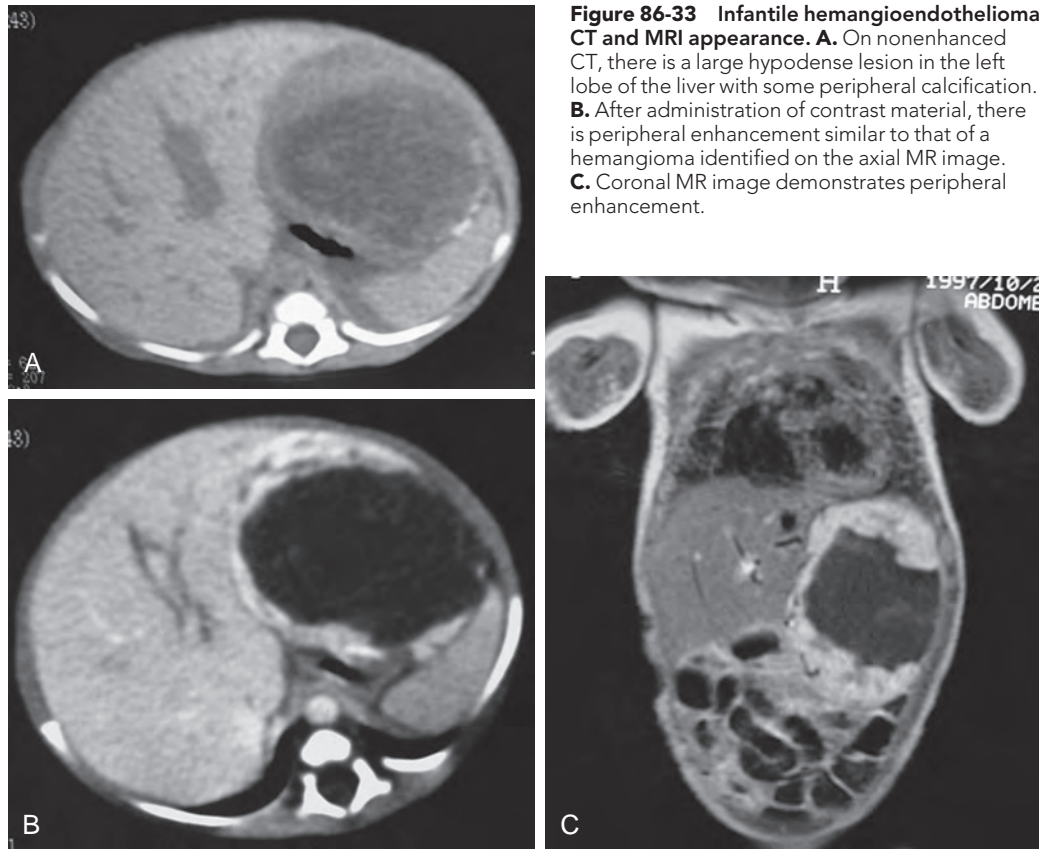 Figure 86-33 Infantile hemangioendothelioma
CT and MRI appearance. A. On nonenhanced
CT, there is a large hypodense lesion in the left
lobe of the liver with some peripheral calcification.
B. After administration of contrast material, there
is peripheral enhancement similar to that of a
hemangioma identified on the axial MR image.
C. Coronal MR image demonstrates peripheral
enhancement.
43)
A
207
43)
B
H
1997/10/2
ABDOME
C